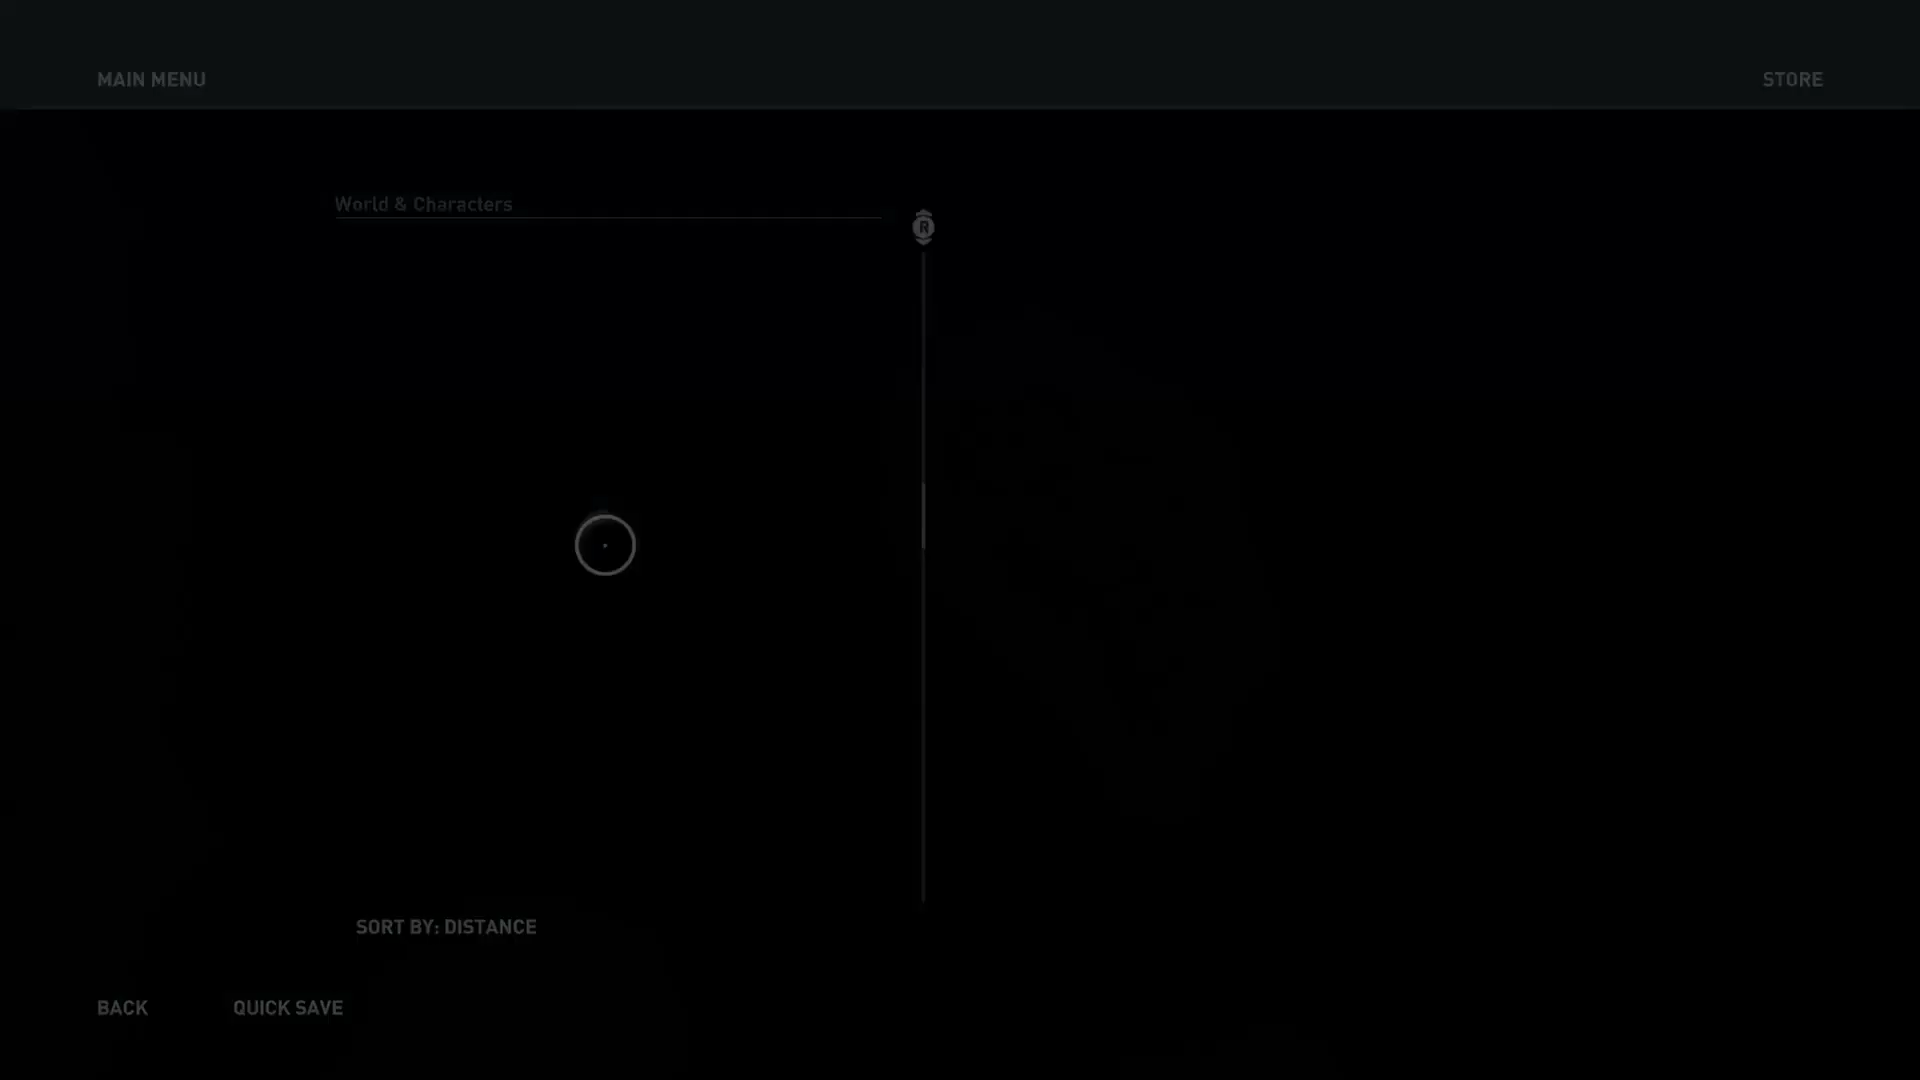 MAIN MENU
STORE
World & Characters
R
SORT BY: DISTANCE
BACK
QUICK SAVE